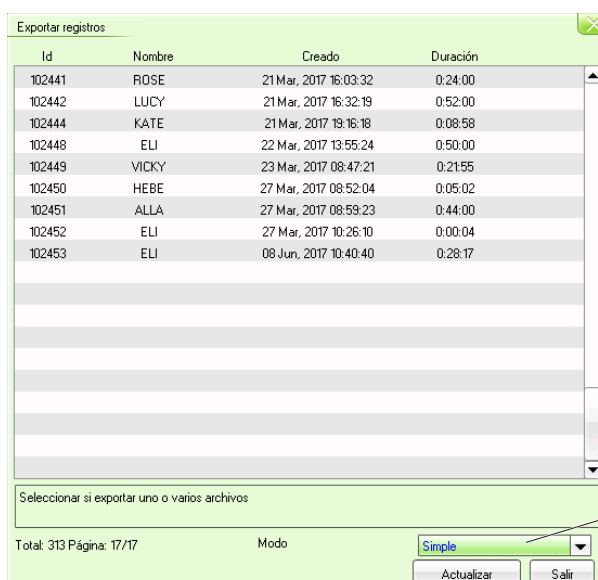 Exportar registros
Id Nombre Creado Duración
102441 ROSE 21 Mar, 2017 16:03:32 0:24:00
102442 LUCY 21 Mar, 2017 16:32:19 0:52:00
102444 KATE 21 Mar, 2017 19:16:18 0:08:58
102448 ELI 22 Mar, 2017 13:55:24 0:50:00
102449 VICKY 23 Mar, 2017 08:47:21 0:21:55
102450 HEBE 27 Mar, 2017 08:52:04 0:05:02
102451 ALLA 27 Mar, 2017 08:59:23 0:44:00
102452 ELI 27 Mar, 2017 10:26:10 0:00:04
102453 ELI 08 Jun, 2017 10:40:40 0:28:17
Seleccionar si exportar uno o varios archivos
Total: 313 Página: 17/17 Modo Simple
Actualizar Salir